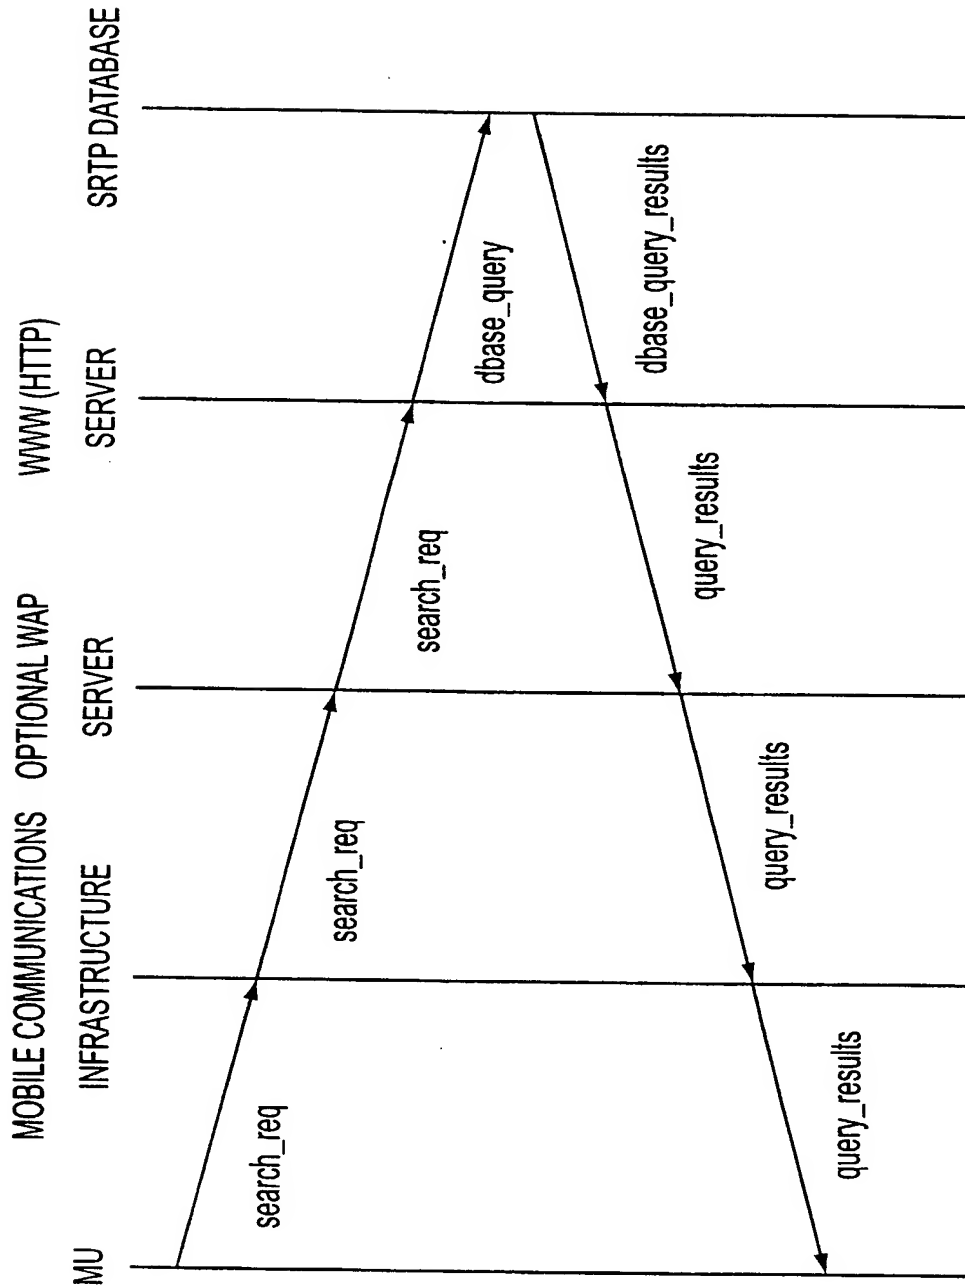 MU
MOBILE COMMUNICATIONS
INFRASTRUCTURE
OPTIONAL WAP
SERVER
WWW (HTTP)
SERVER
SRTP DATABASE
search_req
search_req
search_req
dbase_query
dbase_query_results
query_results
query_results
query_results